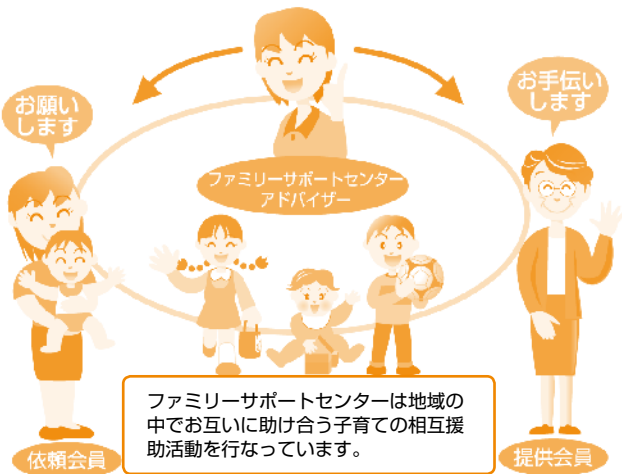 お願い
します
お手伝い
します
ファミリーサポートセンター
アドバイザー
ファミリーサポートセンターは地域の
中でお互いに助け合う子育ての相互援
助活動を行なっています。
依頼会員
提供会員